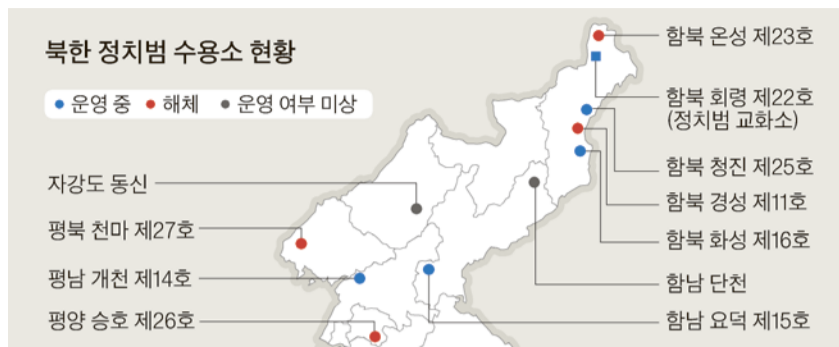 북한 정치범 수용소 현황
운영 중 해체 운영 여부 미상
자강도 동신
평북 천마 제27호
평남 개천 제14호
평양 승호 제26호
함북 온성 제23호
함북 회령 제22호
(정치범 교화소)
함북 청진 제25호
함북 경성 제11호
함북 화성 제16호
함남 단천
함남 요덕 제15호